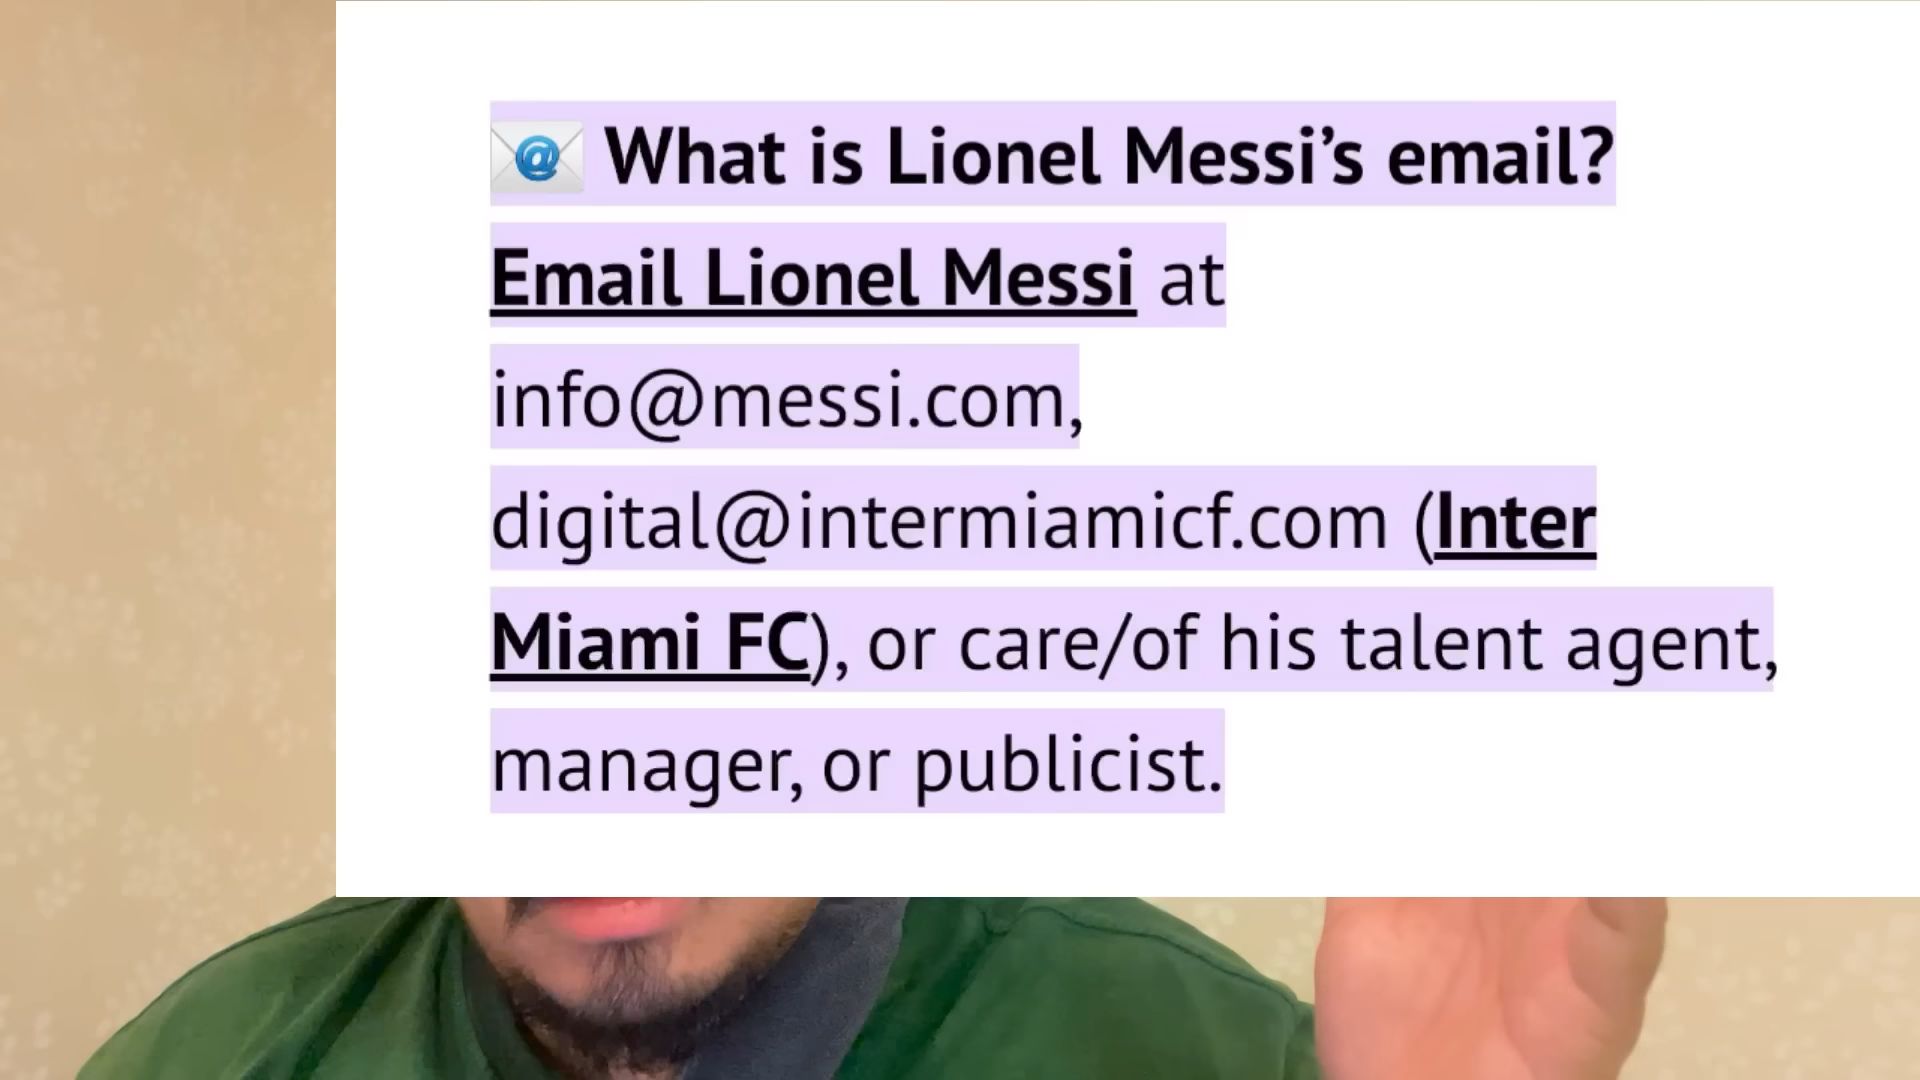 What is Lionel Messi’s email?
Email Lionel Messi at
info@messi.com,
digital@intermiamicf.com (Inter
Miami FC), or care/of his talent agent,
manager, or publicist.